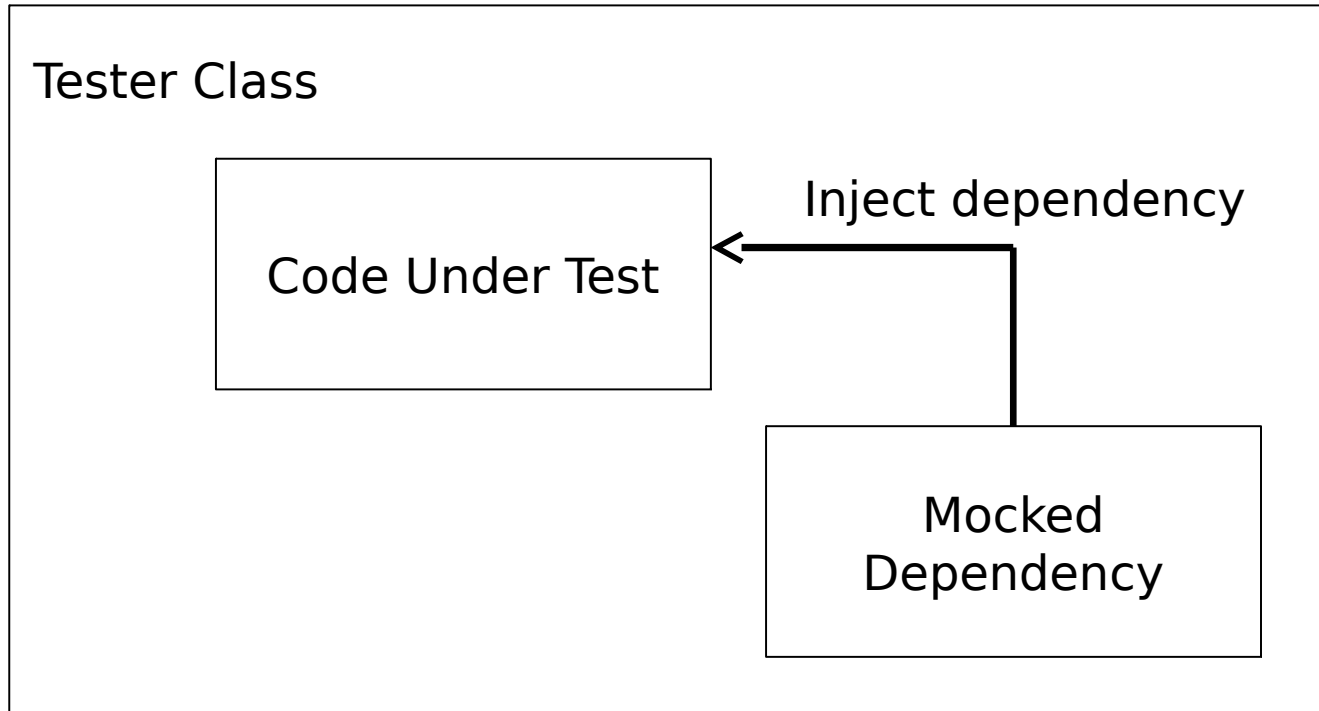 Tester Class
Inject dependency
Code Under Test
Mocked
Dependency